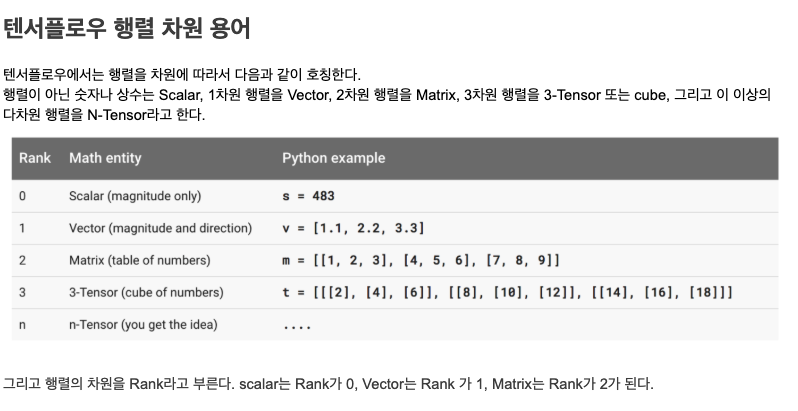 텐서플로우 행렬 차원 용어
텐서플로우에서는 행렬을 차원에 따라서 다음과 같이 호칭한다.
행렬이 아닌 숫자나 상수는 Scalar, 1차원 행렬을 Vector, 2차원 행렬을 Matrix, 3차원 행렬을 3-Tensor 또는 cube, 그리고 이 이상의
다차원 행렬을 N-Tensor라고 한다.
Rank Math entity Python example
0 Scalar (magnitude only) s = 483
1 Vector (magnitude and direction) v = [1.1, 2.2, 3.3]
2 Matrix (table of numbers) m = [[1, 2, 3], [4, 5, 6], [7, 8, 9]]
3 3-Tensor (cube of numbers) t = [[[2], [4], [6]], [[8], [10], [12]], [[14], [16], [18]]]
n n-Tensor (you get the idea) ....
그리고 행렬의 차원을 Rank라고 부른다. scalar는 Rank가 0, Vector는 Rank 가 1, Matrix는 Rank가 2가 된다.